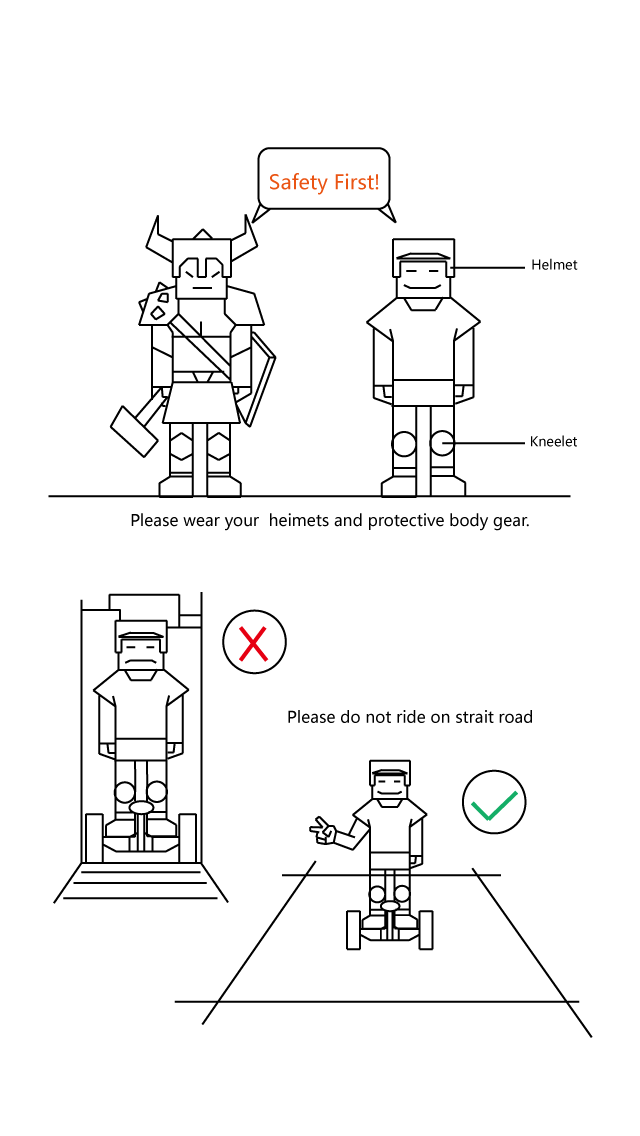 Safety First!
Helmet
Kneelet
Please wear your  heimets and protective body gear.
Please do not ride on strait road